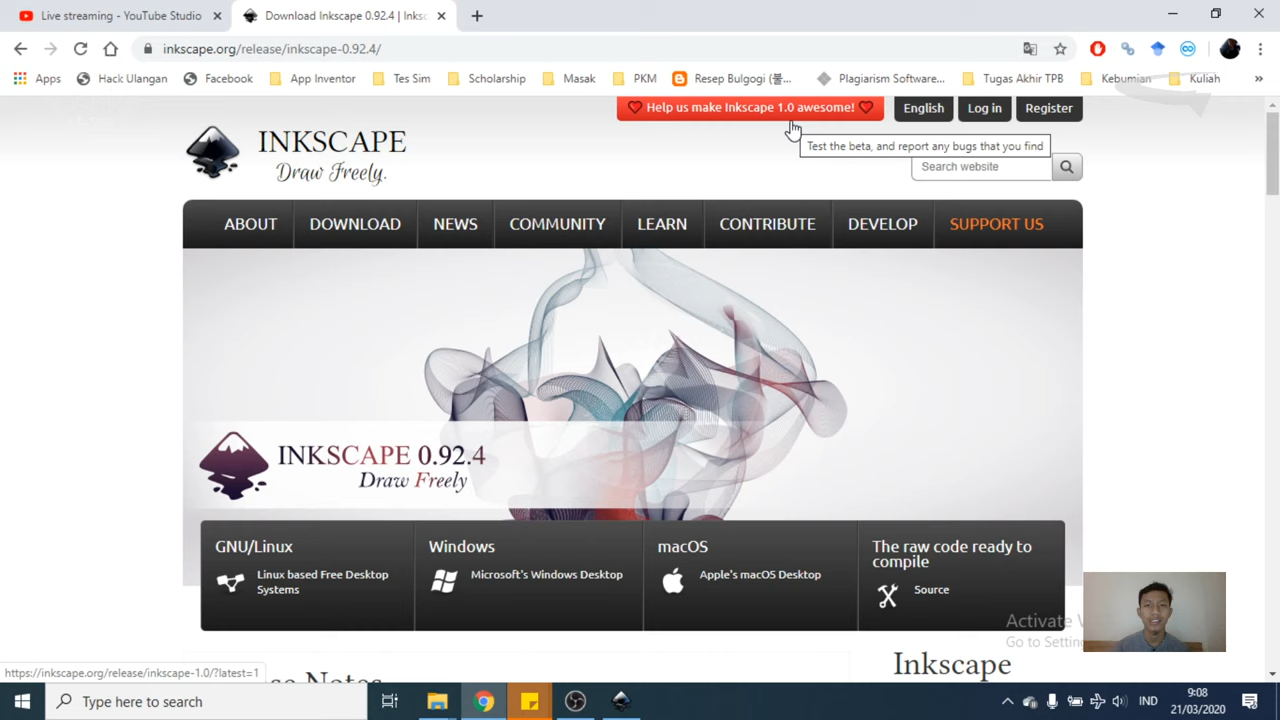 Live streaming - YouTube Studio
Download Inkscape 0.92.4 | Inksc
inkscape.org/release/inkscape-0.92.4/
Apps
Hack Ulangan
Facebook
App Inventor
Tes Sim
Scholarship
Masak
PKM
Resep Bulgogi (불...
Plagiarism Software...
Tugas Akhir TPB
Kebumian
Kuliah
Help us make Inkscape 1.0 awesome!
English
Log in
Register
Test the beta, and report any bugs that you find
INKSCAPE
Draw Freely.
Search website
ABOUT
DOWNLOAD
NEWS
COMMUNITY
LEARN
CONTRIBUTE
DEVELOP
SUPPORT US
INKSCAPE 0.92.4
Draw Freely
GNU/Linux
Linux based Free Desktop
Systems
Windows
Microsoft's Windows Desktop
macOS
Apple's macOS Desktop
The raw code ready to
compile
Source
Activate
Go to Setting
Inkscape
Notes
https://inkscape.org/release/inkscape-1.0/?latest=1
Type here to search
IND
9:08
21/03/2020